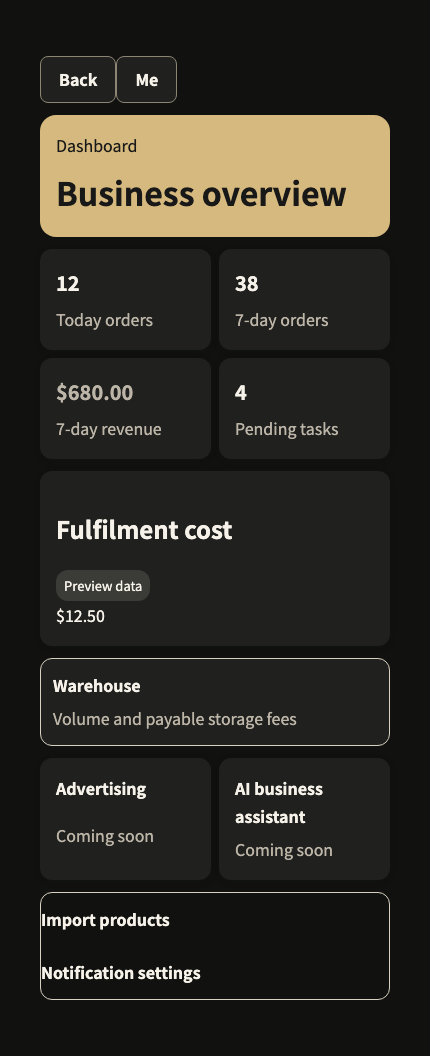 Back
Me
Dashboard
Business overview
12
Today orders
38
7-day orders
$680.00
7-day revenue
4
Pending tasks
Fulfilment cost
Preview data
$12.50
Warehouse
Volume and payable storage fees
Advertising
Coming soon
AI business
assistant
Coming soon
Import products
Notification settings